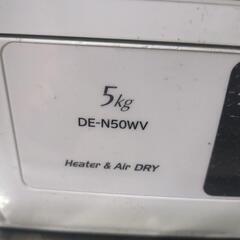 5kg
DE-N50WV
Heater & Air DRY